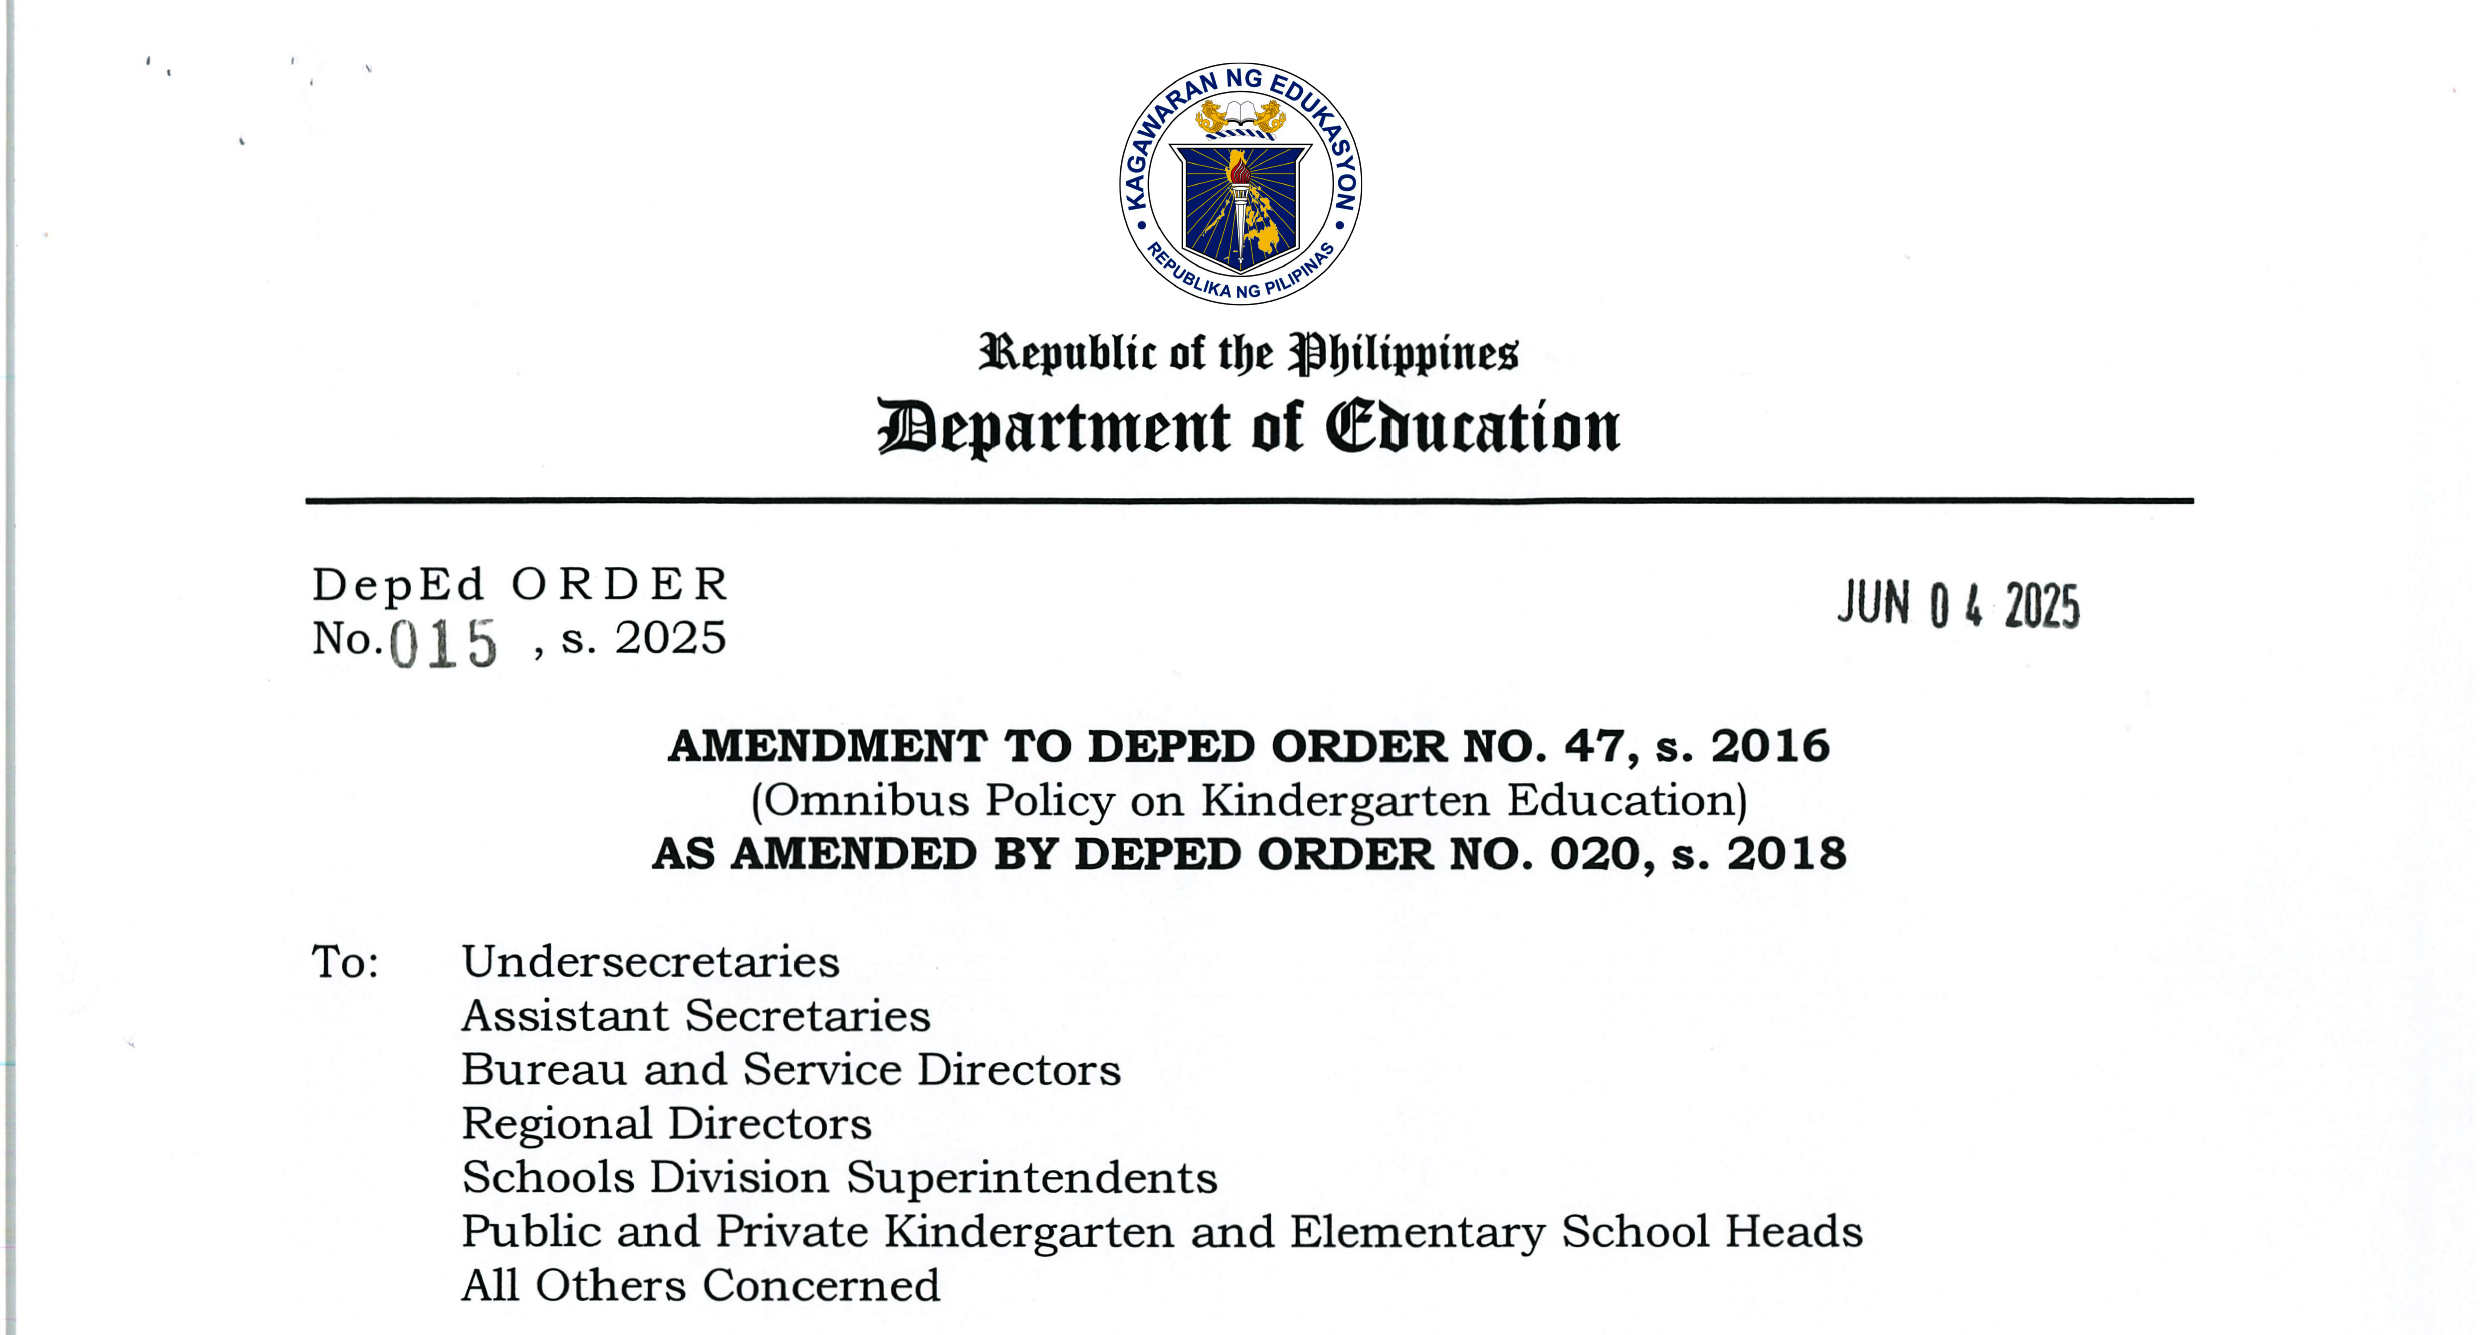 KAGAWARAN NG EDUKASYON
REPUBLIKA NG PILIPINAS
Republic of the Philippines
Department of Education
DepEd ORDER
JUN 04 2025
No. 015 , s. 2025
AMENDMENT TO DEPED ORDER NO. 47, s. 2016
(Omnibus Policy on Kindergarten Education)
AS AMENDED BY DEPED ORDER NO. 020, s. 2018
To: Undersecretaries
Assistant Secretaries
Bureau and Service Directors
Regional Directors
Schools Division Superintendents
Public and Private Kindergarten and Elementary School Heads
All Others Concerned